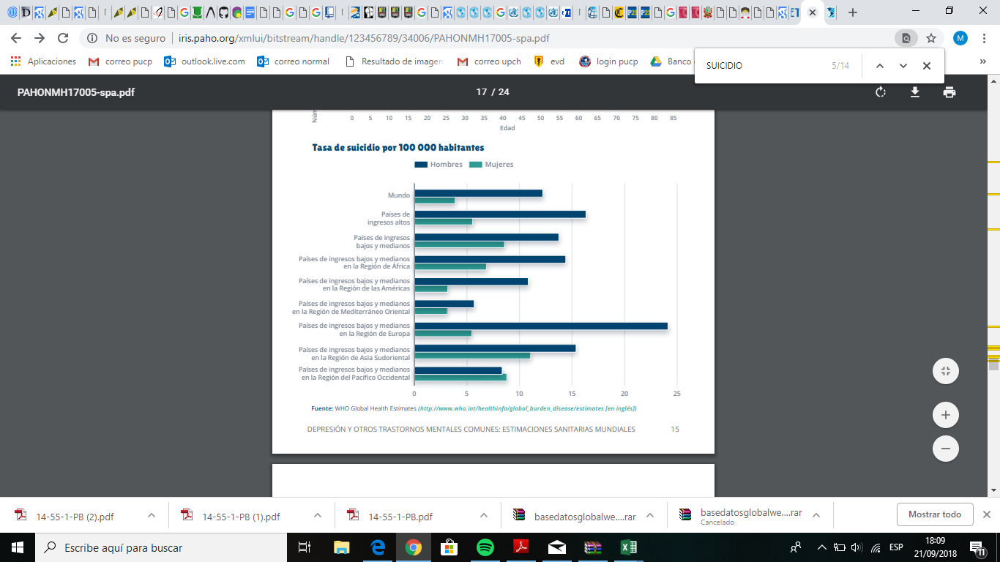 No es seguro | iris.paho.org/xmlui/bitstream/handle/123456789/34006/PAHONMH17005-spa.pdf
M
Aplicaciones
correo pucp
outlook.live.com
correo normal
Resultado de imagen
correo upch
evd
login pucp
Banco
»
SUICIDIO
5/14
PAHONMH17005-spa.pdf
17 / 24
Núm
0 5 10 15 20 25 30 35 40 45 50 55 60 65 70 75 80 85
Edad
Tasa de suicidio por 100 000 habitantes
Hombres Mujeres
Mundo
Países de
ingresos altos
Países de ingresos
bajos y medianos
Países de ingresos bajos y medianos
en la Región de África
Países de ingresos bajos y medianos
en la Región de las Américas
Países de ingresos bajos y medianos
en la Región de Mediterráneo Oriental
Países de ingresos bajos y medianos
en la Región de Europa
Países de ingresos bajos y medianos
en la Región de Asia Sudoriental
Países de ingresos bajos y medianos
en la Región del Pacífico Occidental
0 5 10 15 20 25
Fuente: WHO Global Health Estimates (http://www.who.int/healthinfo/global_burden_disease/estimates [en inglés])
DEPRESIÓN Y OTROS TRASTORNOS MENTALES COMUNES: ESTIMACIONES SANITARIAS MUNDIALES 15
14-55-1-PB (2).pdf
14-55-1-PB (1).pdf
14-55-1-PB.pdf
basedatosglobalwe....rar
basedatosglobalwe....rar
Cancelado
Mostrar todo
Escribe aquí para buscar
ESP
18:09
21/09/2018
11